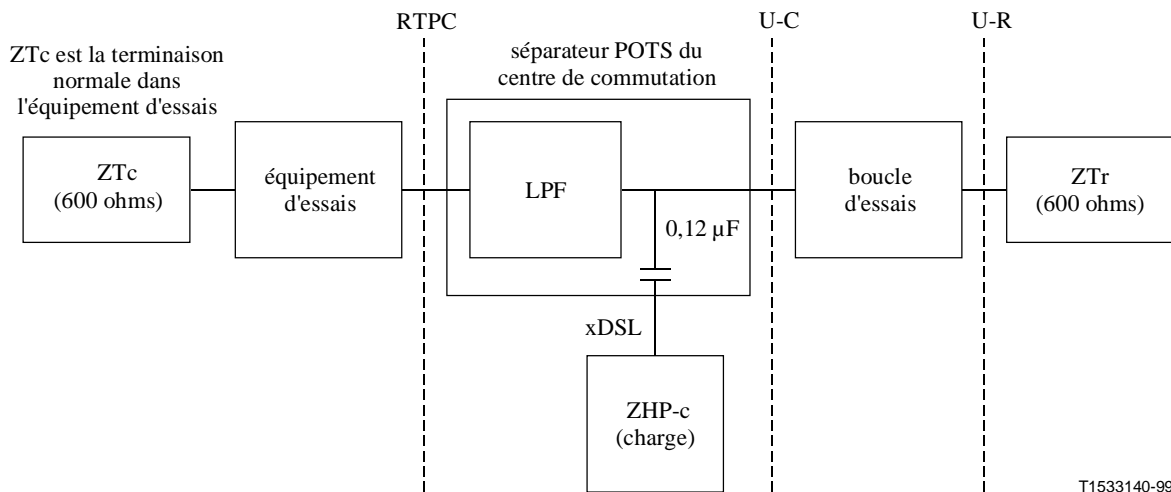 RTPC
U-C
U-R
ZTc est la terminaison
normale dans
l'équipement d'essais
séparateur POTS du
centre de commutation
ZTc
(600 ohms)
équipement
d'essais
LPF
0,12 µF
boucle
d'essais
ZTr
(600 ohms)
xDSL
ZHP-c
(charge)
T1533140-99